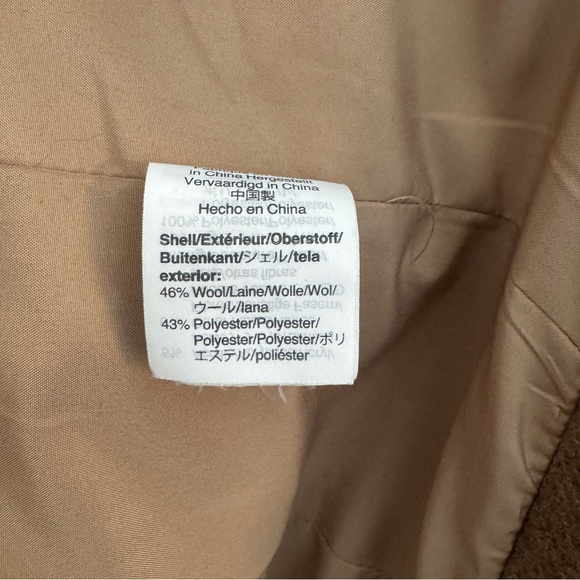 in China Hergestellt
Vervaardigd in China
中国製
Hecho en China
Shell/Extérieur/Oberstoff/
Buitenkant/シェル/tela
exterior:
46% Wool/Laine/Wolle/Wol/
ウール/lana
43% Polyester/Polyester/
Polyester/Polyester/ポリ
エステル/poliéster